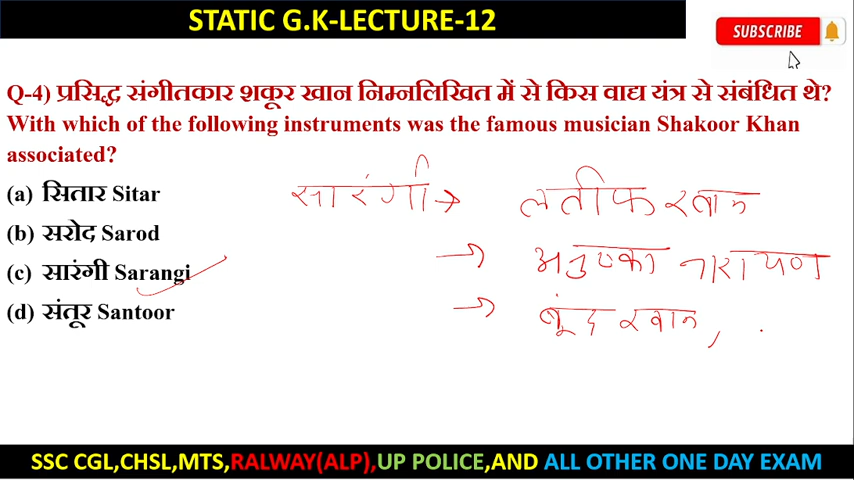 STATIC G.K-LECTURE-12
SUBSCRIBE
Q-4) प्रसिद्ध संगीतकार शकूर खान निम्नलिखित में से किस वाद्य यंत्र से संबंधित थे?
With which of the following instruments was the famous musician Shakoor Khan
associated?
(a) सितार Sitar
(b) सरोद Sarod
(c) सारंगी Sarangi
(d) संतूर Santoor
सारंगी → लतीफ खान
→ नारायण
→ खान,
SSC CGL,CHSL,MTS,RALWAY(ALP),UP POLICE,AND ALL OTHER ONE DAY EXAM